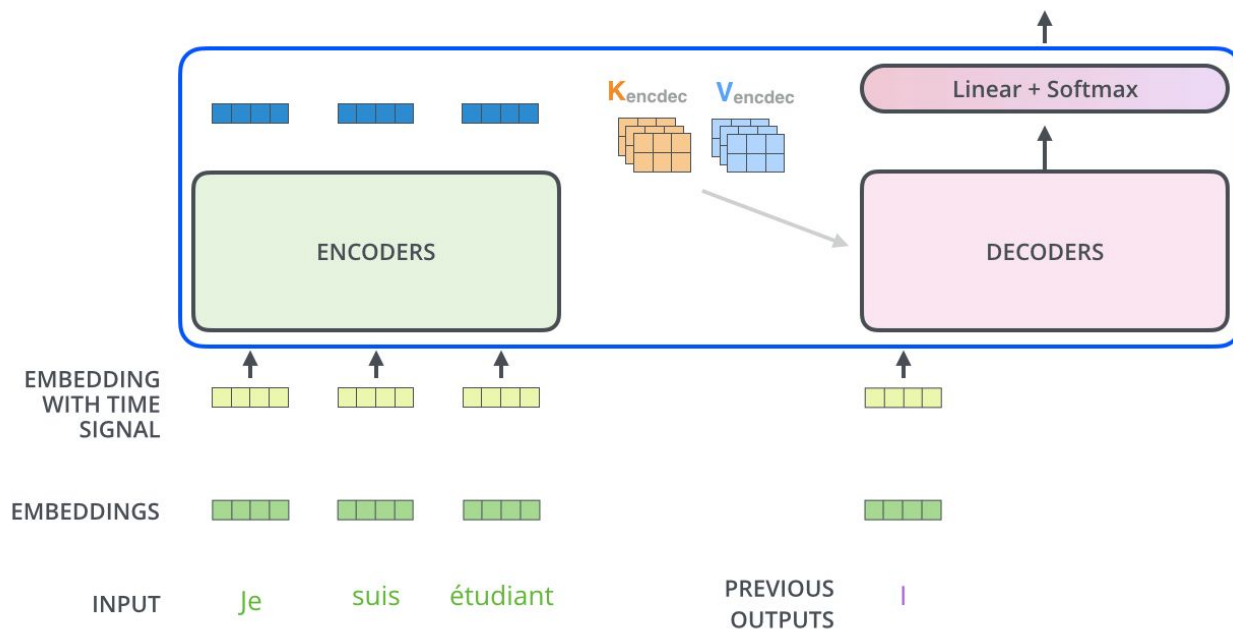 Kencdec
Vencdec
Linear + Softmax
ENCODERS
DECODERS
EMBEDDING
WITH TIME
SIGNAL
EMBEDDINGS
INPUT
Je
suis
étudiant
PREVIOUS
OUTPUTS
I